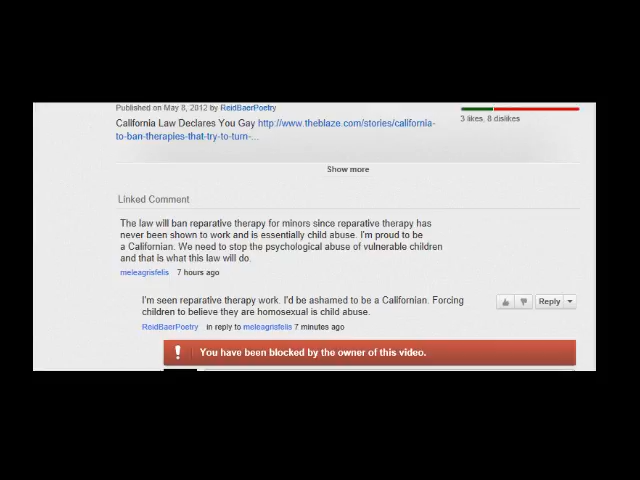 Published on May 8, 2012 by ReidBaerPoetry
California Law Declares You Gay http://www.theblaze.com/stories/california-
to-ban-therapies-that-try-to-turn-...
3 likes, 8 dislikes
Show more
Linked Comment
The law will ban reparative therapy for minors since reparative therapy has
never been shown to work and is essentially child abuse. I'm proud to be
a Californian. We need to stop the psychological abuse of vulnerable children
and that is what this law will do.
meleagrisfelis 7 hours ago
I'm seen reparative therapy work. I'd be ashamed to be a Californian. Forcing
children to believe they are homosexual is child abuse.
Reply
ReidBaerPoetry in reply to meleagrisfelis 7 minutes ago
You have been blocked by the owner of this video.